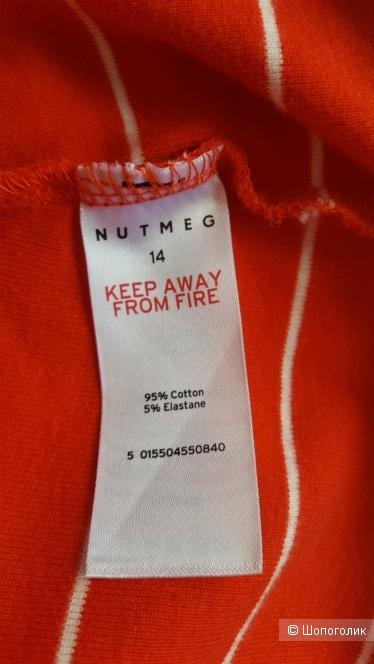 NUTMEG
14
KEEP AWAY
FROM FIRE
95% Cotton
5% Elastane
5 015504550840
© Шопоголик